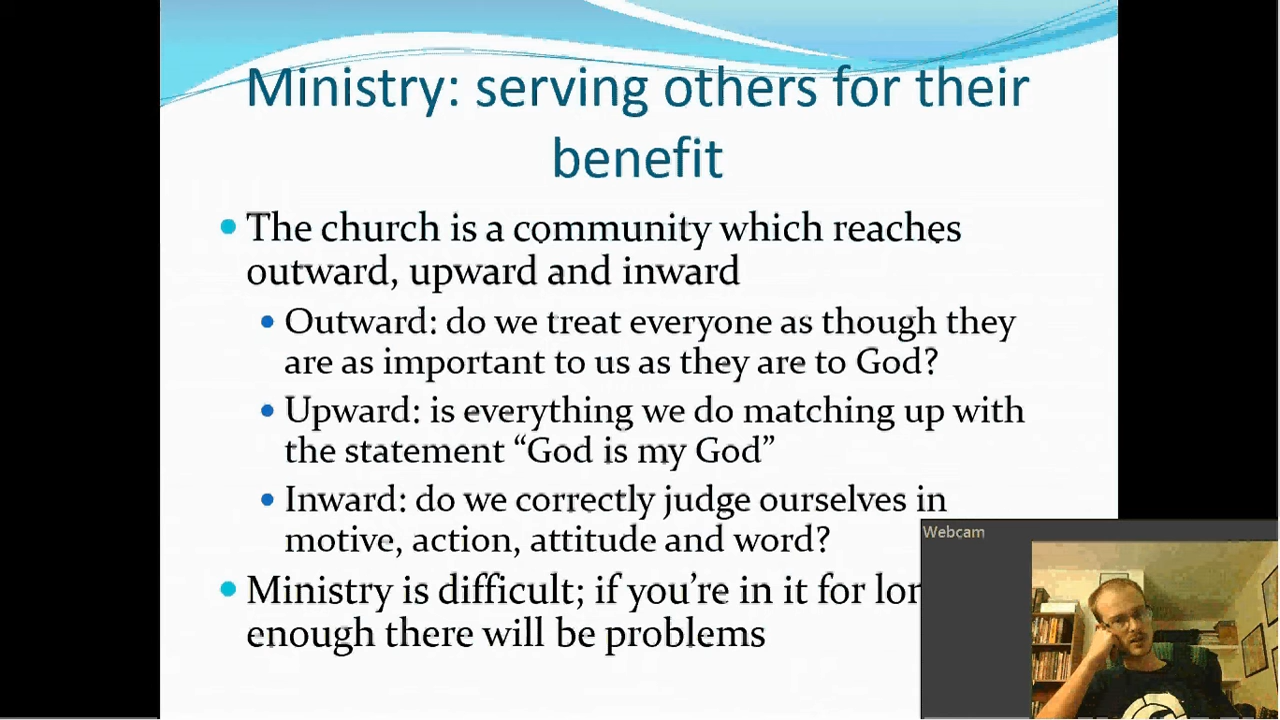 Ministry: serving others for their
benefit
• The church is a community which reaches
outward, upward and inward
• Outward: do we treat everyone as though they
are as important to us as they are to God?
• Upward: is everything we do matching up with
the statement “God is my God”
• Inward: do we correctly judge ourselves in
motive, action, attitude and word?
• Ministry is difficult; if you’re in it for
enough there will be problems
Webcam